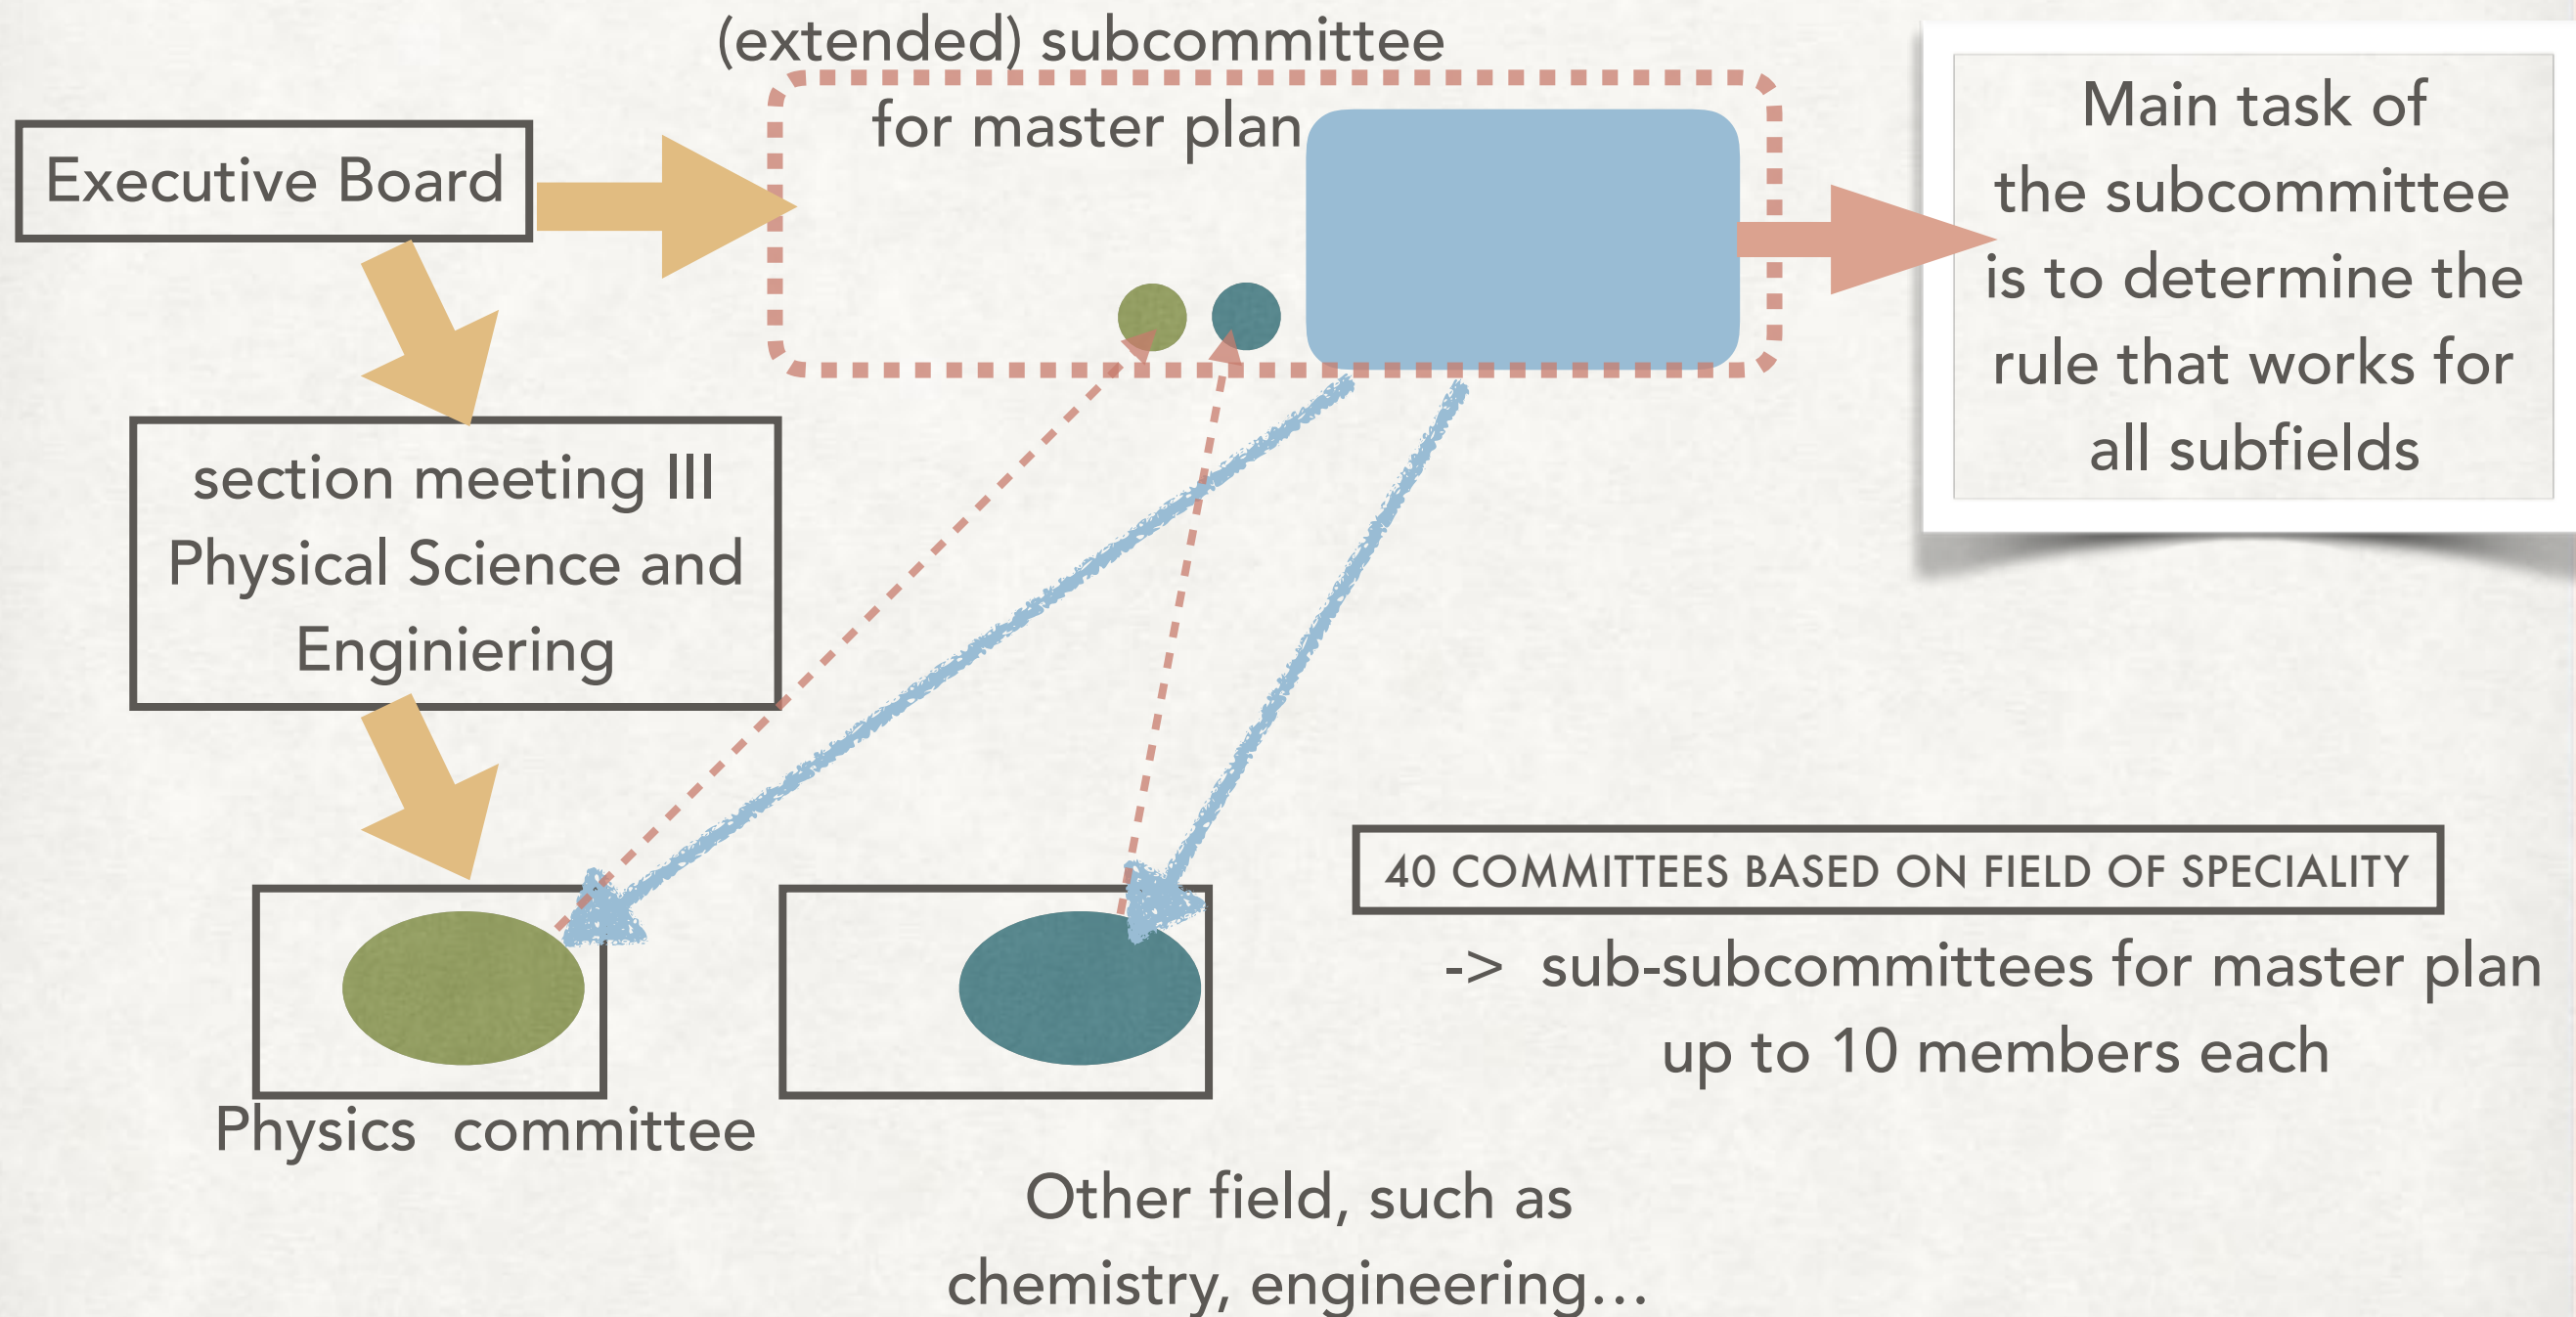 (extended) subcommittee
for master plan
Executive Board
Main task of
the subcommittee
is to determine the
rule that works for
all subfields
section meeting III
Physical Science and
Enginiering
40 COMMITTEES BASED ON FIELD OF SPECIALITY
-> sub-subcommittees for master plan
up to 10 members each
Physics committee
Other field, such as
chemistry, engineering…